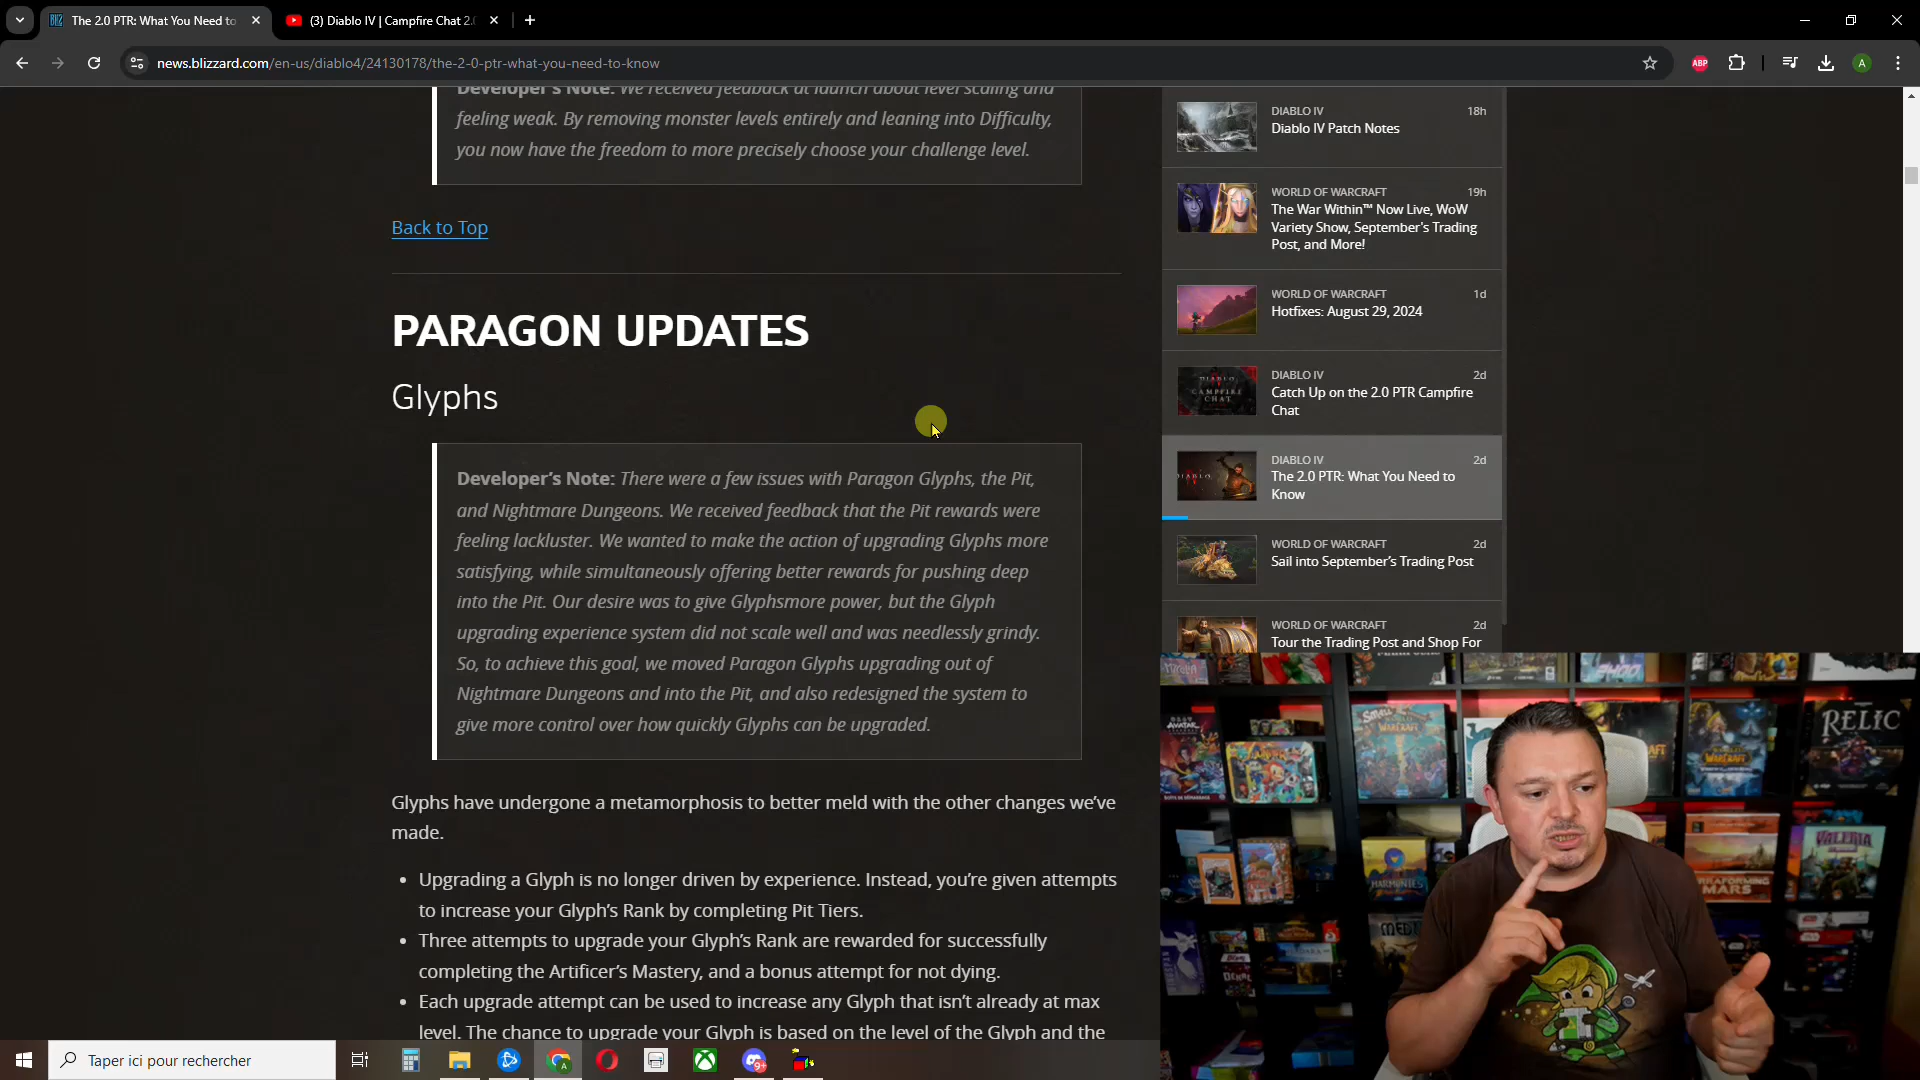 The 2.0 PTR: What You Need to
(3) Diablo IV | Campfire Chat 2.
news.blizzard.com/en-us/diablo4/24130178/the-2-0-ptr-what-you-need-to-know
ABP
A
Developer's Note: We received feedback at launch about level scaling and
feeling weak. By removing monster levels entirely and leaning into Difficulty,
you now have the freedom to more precisely choose your challenge level.
Back to Top
PARAGON UPDATES
Glyphs
Developer’s Note: There were a few issues with Paragon Glyphs, the Pit,
and Nightmare Dungeons. We received feedback that the Pit rewards were
feeling lackluster. We wanted to make the action of upgrading Glyphs more
satisfying, while simultaneously offering better rewards for pushing deep
into the Pit. Our desire was to give Glyphsmore power, but the Glyph
upgrading experience system did not scale well and was needlessly grindy.
So, to achieve this goal, we moved Paragon Glyphs upgrading out of
Nightmare Dungeons and into the Pit, and also redesigned the system to
give more control over how quickly Glyphs can be upgraded.
Glyphs have undergone a metamorphosis to better meld with the other changes we’ve
made.
• Upgrading a Glyph is no longer driven by experience. Instead, you’re given attempts
to increase your Glyph’s Rank by completing Pit Tiers.
• Three attempts to upgrade your Glyph’s Rank are rewarded for successfully
completing the Artificer’s Mastery, and a bonus attempt for not dying.
• Each upgrade attempt can be used to increase any Glyph that isn’t already at max
level. The chance to upgrade your Glyph is based on the level of the Glyph and the
DIABLO IV 18h
Diablo IV Patch Notes
WORLD OF WARCRAFT 19h
The War Within™ Now Live, WoW
Variety Show, September's Trading
Post, and More!
WORLD OF WARCRAFT 1d
Hotfixes: August 29, 2024
DIABLO IV 2d
Catch Up on the 2.0 PTR Campfire
Chat
DIABLO
CAMPFIRE
CHAT
DIABLO IV 2d
The 2.0 PTR: What You Need to
Know
WORLD OF WARCRAFT 2d
Sail into September’s Trading Post
WORLD OF WARCRAFT 2d
Tour the Trading Post and Shop For
AVATAR
SMALL WORLD
WARCRAFT
RELIC
WARCRAFT
HARMONIES
TERRAFORMING
MARS
VALERIA
Taper ici pour rechercher
9+